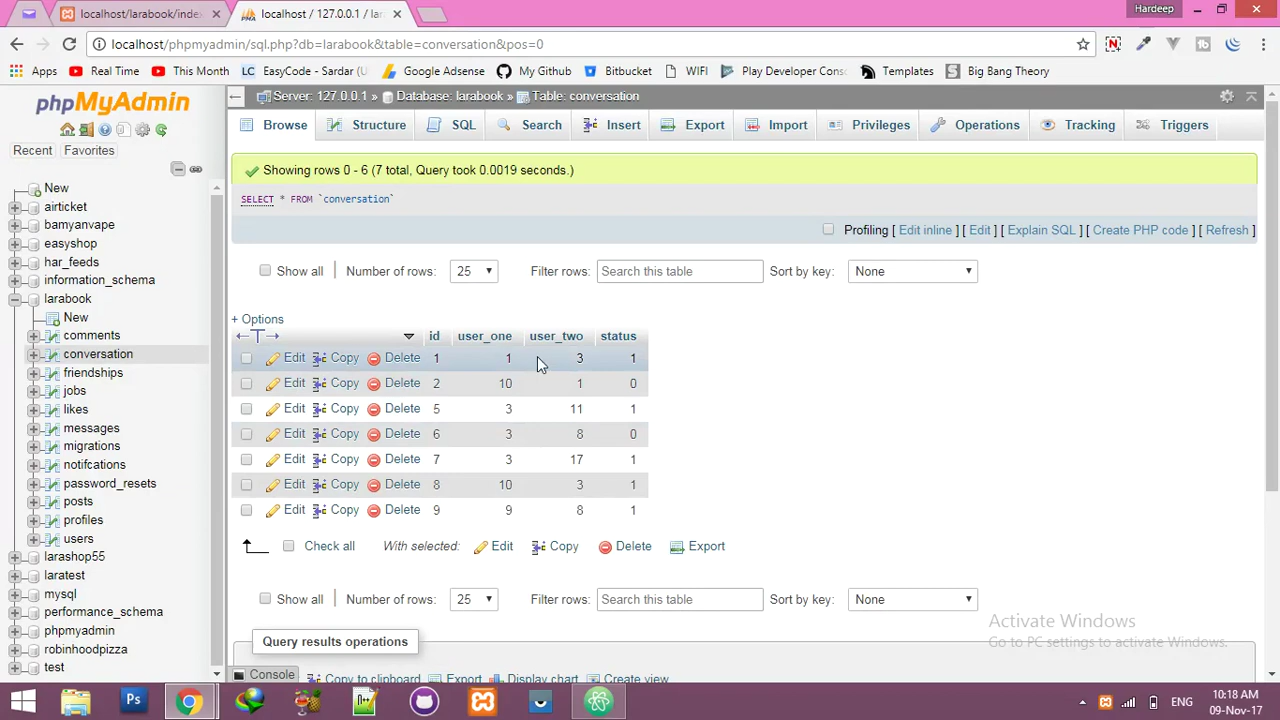 Hardeep
localhost/larabook/index
localhost / 127.0.0.1 / lar
localhost/phpmyadmin/sql.php?db=larabook&table=conversation&pos=0
Apps Real Time This Month EasyCode - Sardar ( Google Adsense My Github Bitbucket WIFI Play Developer Cons Templates Big Bang Theory
phpMyAdmin
Recent Favorites
New
airticket
bamyanvape
easyshop
har_feeds
information_schema
larabook
New
comments
conversation
friendships
jobs
likes
messages
migrations
notifcations
password_resets
posts
profiles
users
larashop55
laratest
mysql
performance_schema
phpmyadmin
robinhoodpizza
test
Server: 127.0.0.1 » Database: larabook » Table: conversation
Browse Structure SQL Search Insert Export Import Privileges Operations Tracking Triggers
Showing rows 0 - 6 (7 total, Query took 0.0019 seconds.)
SELECT * FROM `conversation`
Profiling [ Edit inline ] [ Edit ] [ Explain SQL ] [ Create PHP code ] [ Refresh ]
Show all Number of rows: 25 Filter rows: Search this table Sort by key: None
+ Options
id user_one user_two status
Edit Copy Delete 1 1 3 1
Edit Copy Delete 2 10 1 0
Edit Copy Delete 5 3 11 1
Edit Copy Delete 6 3 8 0
Edit Copy Delete 7 3 17 1
Edit Copy Delete 8 10 3 1
Edit Copy Delete 9 9 8 1
Check all With selected: Edit Copy Delete Export
Show all Number of rows: 25 Filter rows: Search this table Sort by key: None
Query results operations
Console Copy to clipboard Export Display chart Create view
Activate Windows
Go to PC settings to activate Windows.
Ps
ENG
10:18 AM
09-Nov-17